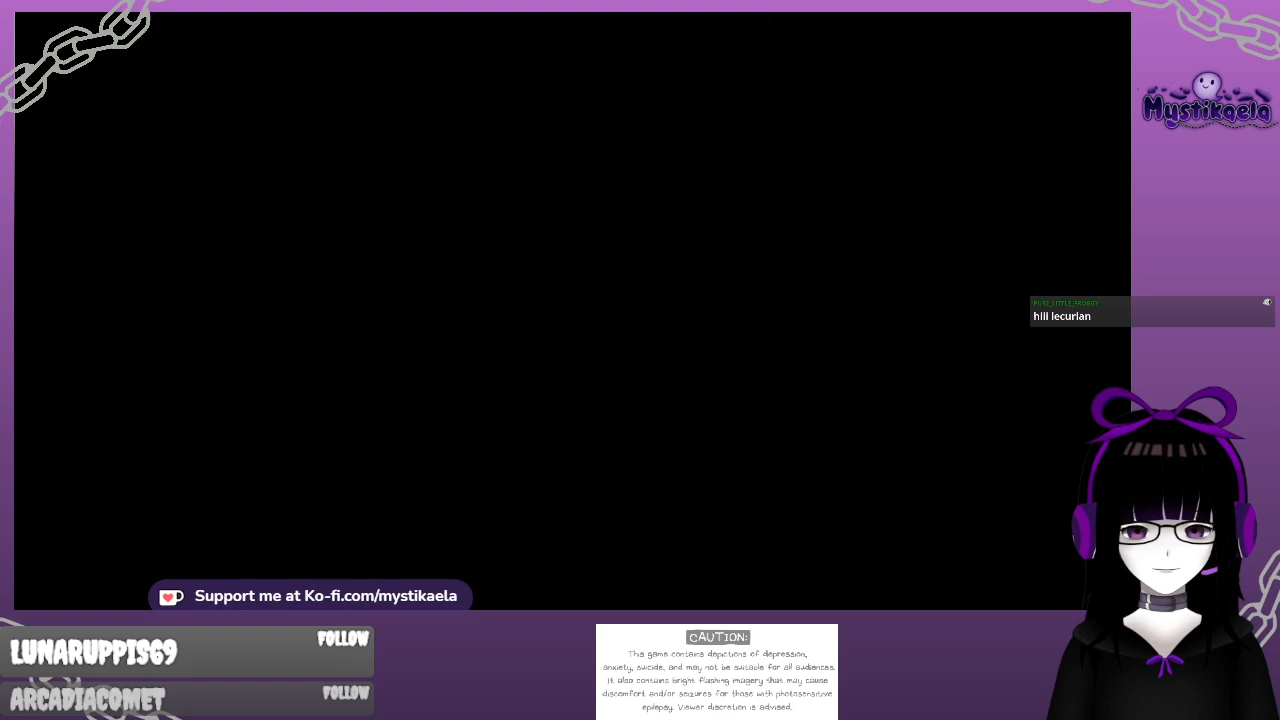 Mystikaela
PURE_LITTLE_FROGGY
hiii lecurian
Support me at Ko-fi.com/mystikaela
LUNARUPPIS69
FOLLOW
ARCADIACOMET
FOLLOW
CAUTION:
This game contains depictions of depression,
anxiety, suicide, and may not be suitable for all audiences.
It also contains bright flashing imagery that may cause
discomfort and/or seizures for those with photosensitive
epilepsy. Viewer discretion is advised.